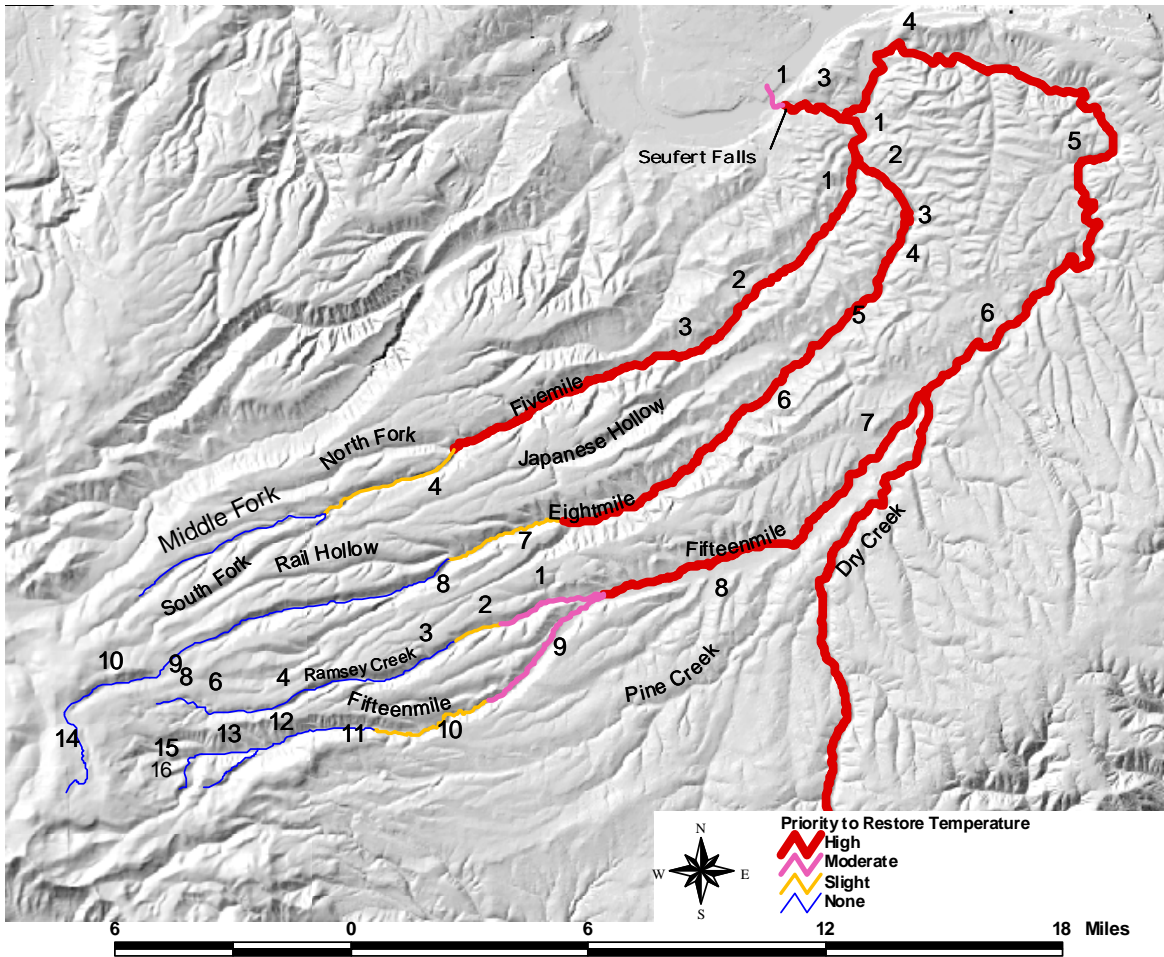 4
1
3
1
5
Seufert Falls
2
1
3
4
2
6
5
3
Fivemile
6
7
North Fork
Japanese Hollow
4
Middle Fork
Eightmile
Rail Hollow
7
Fifteenmile
Dry Creek
South Fork
8
1
8
2
3
9
10
9
8
6
4
Ramsey Creek
Pine Creek
Fifteenmile
14
13
12
11
10
15
16
Priority to Restore Temperature
High
Moderate
Slight
None
N
W
E
S
6
0
6
12
18 Miles